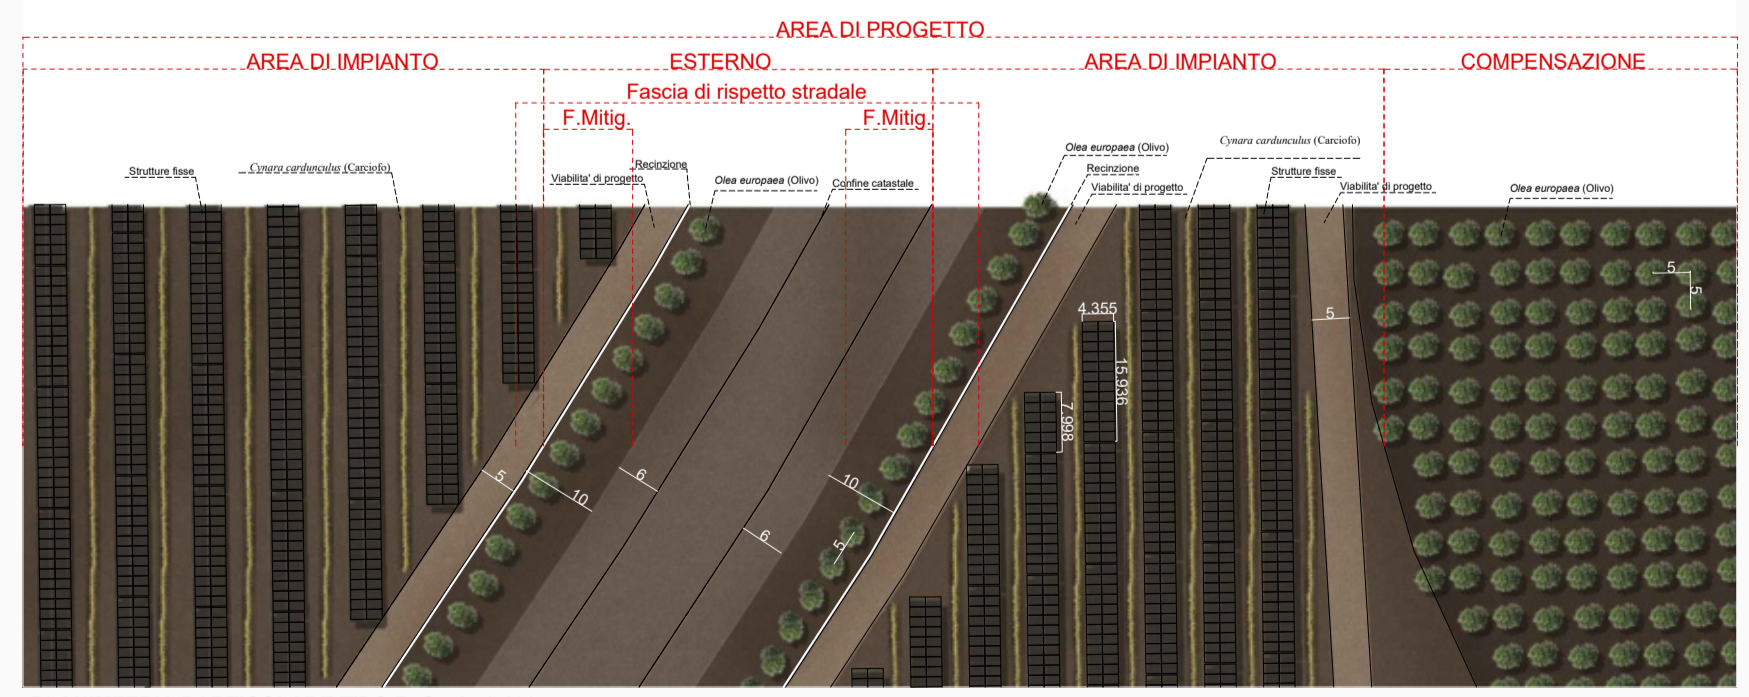 AREA DI PROGETTO
AREA DI IMPIANTO
ESTERNO
AREA DI IMPIANTO
COMPENSAZIONE
Fascia di rispetto stradale
F.Mitig.
F.Mitig.
Strutture fisse
Cynara cardunculus (Carciofo)
Viabilita' di progetto
Recinzione
Olea europaea (Olivo)
Confine catastale
Olea europaea (Olivo)
Recinzione
Viabilita' di progetto
Cynara cardunculus (Carciofo)
Strutture fisse
Viabilita' di progetto
Olea europaea (Olivo)
5
5
4.355
5
15.936
7.998
5
10
6
10
6
5